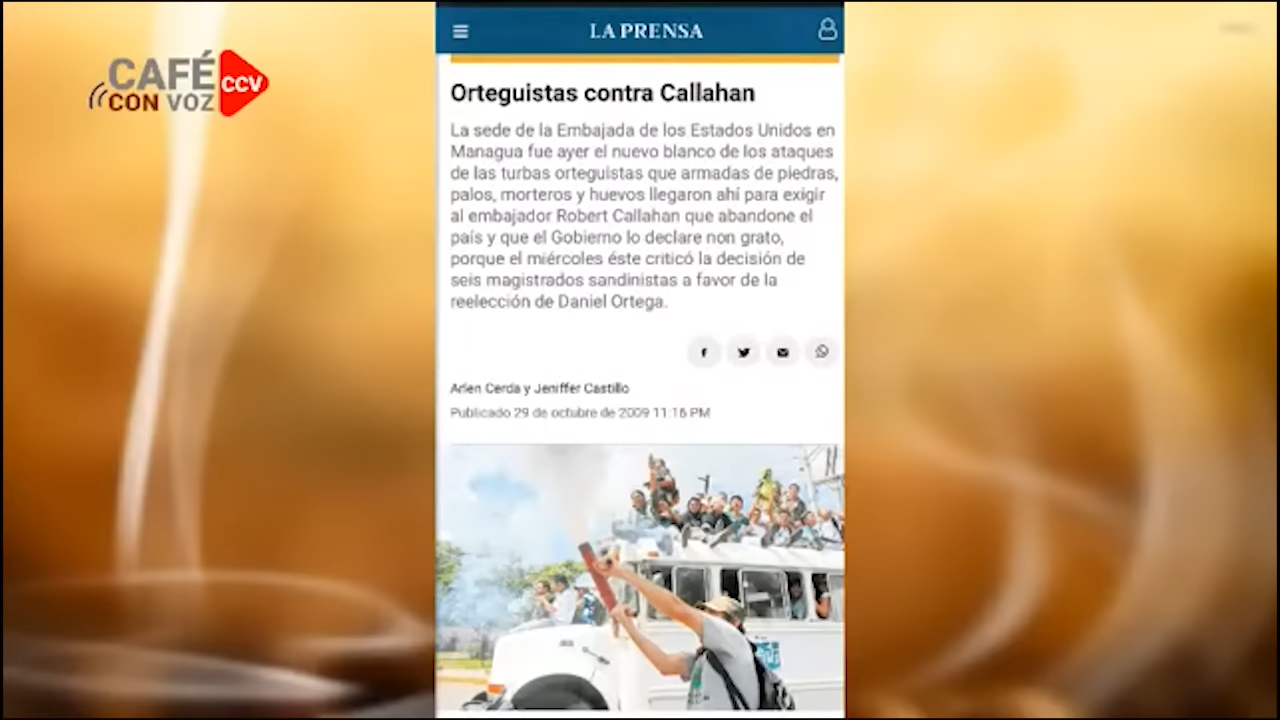 CAFÉ
CON VOZ
CCV
LA PRENSA
Orteguistas contra Callahan
La sede de la Embajada de los Estados Unidos en
Managua fue ayer el nuevo blanco de los ataques
de las turbas orteguistas que armadas de piedras,
palos, morteros y huevos llegaron ahí para exigir
al embajador Robert Callahan que abandone el
país y que el Gobierno lo declare non grato,
porque el miércoles éste criticó la decisión de
seis magistrados sandinistas a favor de la
reelección de Daniel Ortega.
Arlen Cerda y Jeniffer Castillo
Publicado 29 de octubre de 2009 11:16 PM